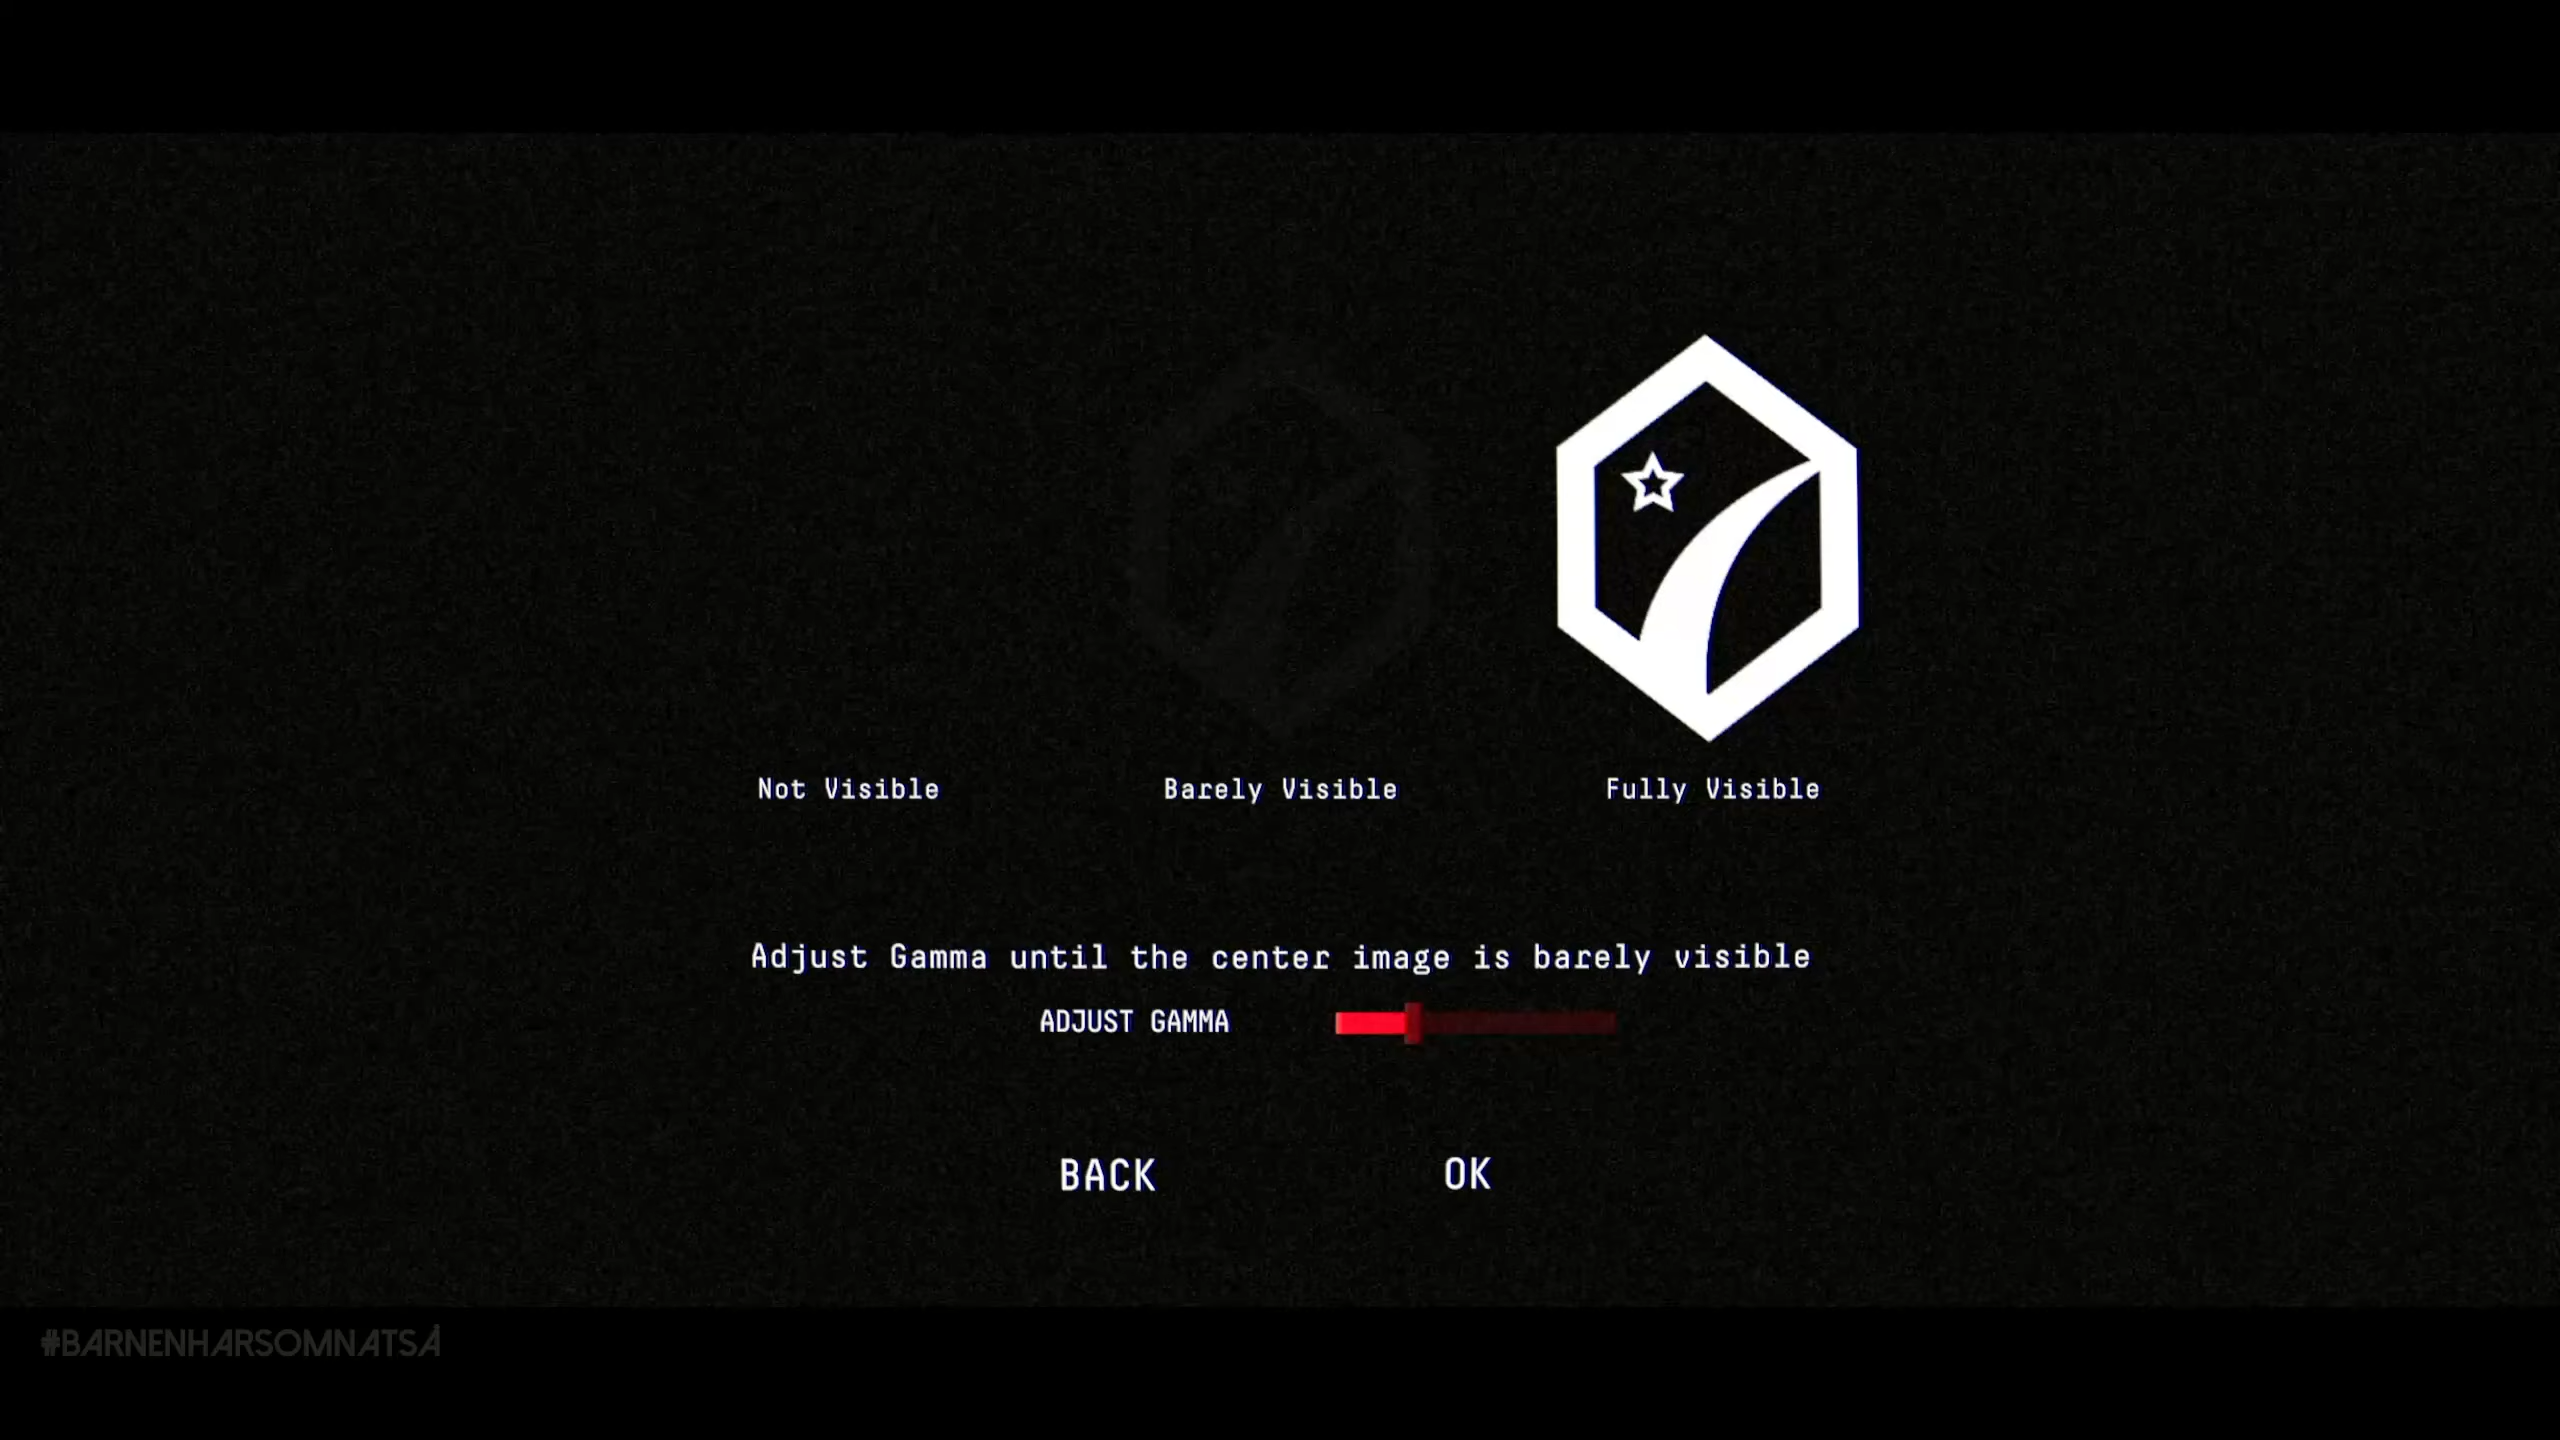 Not Visible
Barely Visible
Fully Visible
Adjust Gamma until the center image is barely visible
ADJUST GAMMA
BACK
OK
#BARNENHARSOMNATSÅ